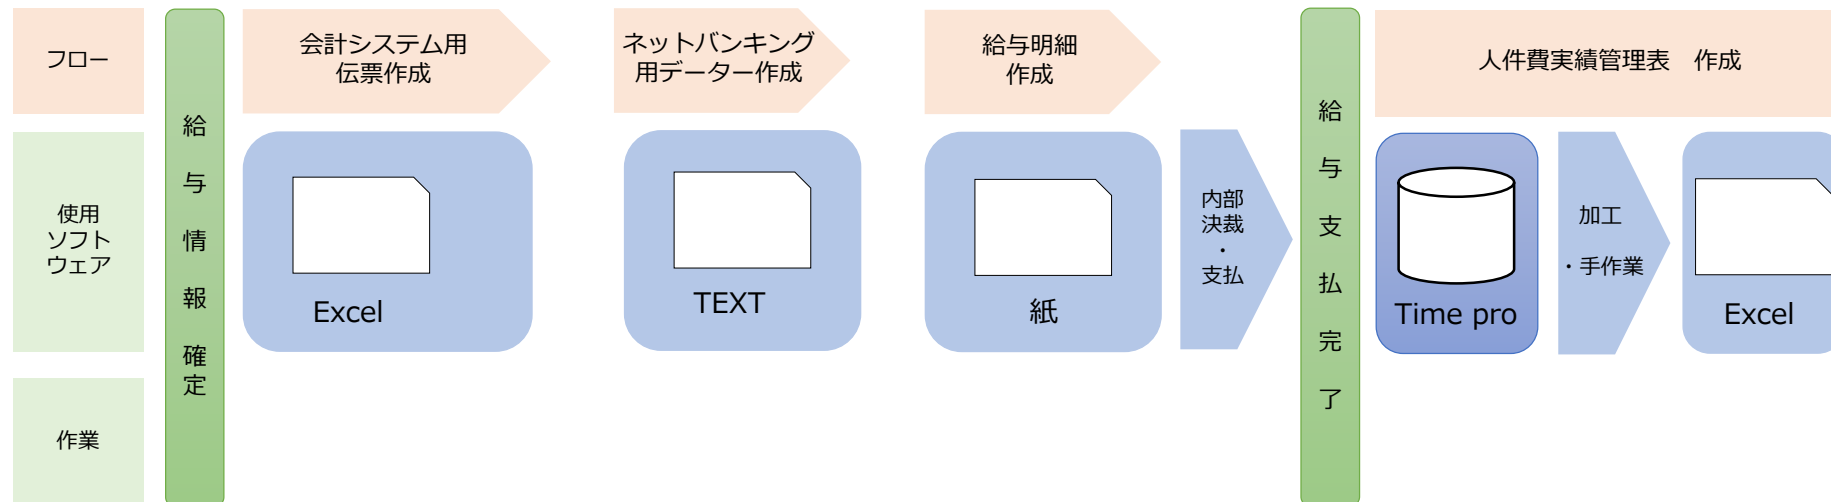 フロー
会計システム用
伝票作成
ネットバンキング
用データー作成
給与明細
作成
人件費実績管理表　作成
給与情報確定
給与支払完了
使用
ソフト
ウェア
Excel
TEXT
紙
内部
決裁
・
支払
Time pro
加工
・手作業
Excel
作業